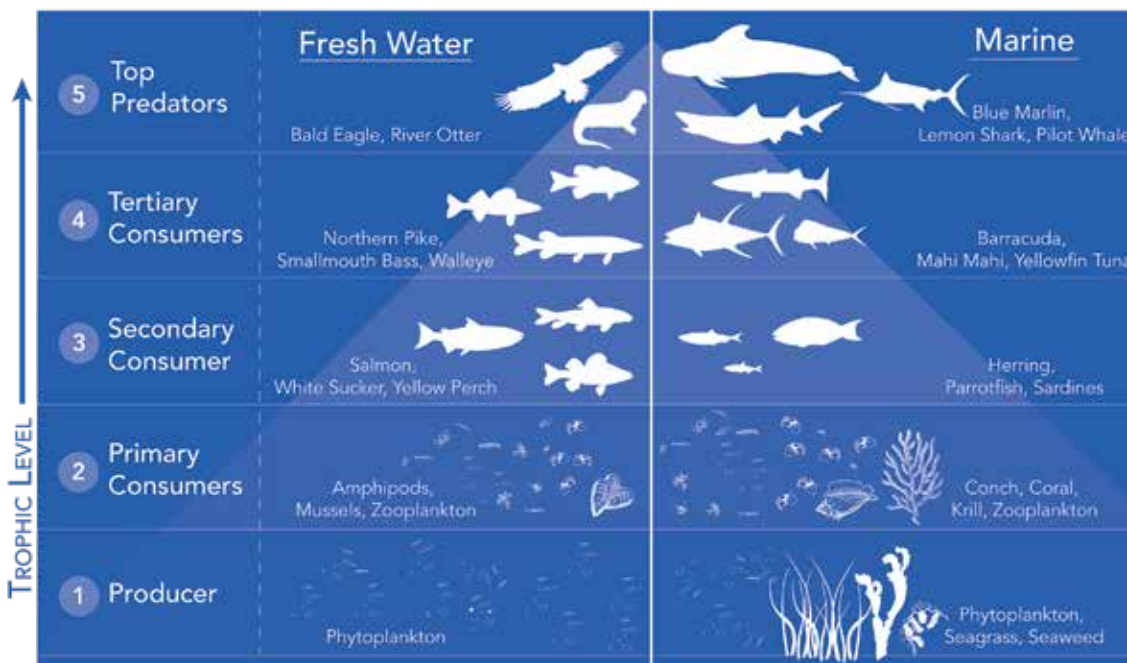 Fresh Water
Marine
5
Top
Predators
Bald Eagle, River Otter
Blue Marlin,
Lemon Shark, Pilot Whale
4
Tertiary
Consumers
Northern Pike,
Smallmouth Bass, Walleye
Barracuda,
Mahi Mahi, Yellowfin Tuna
3
Secondary
Consumer
Salmon,
White Sucker, Yellow Perch
Herring,
Parrotfish, Sardines
2
Primary
Consumers
Amphipods,
Mussels, Zooplankton
Conch, Coral,
Krill, Zooplankton
1
Producer
Phytoplankton
Phytoplankton,
Seagrass, Seaweed
TROPHIC LEVEL